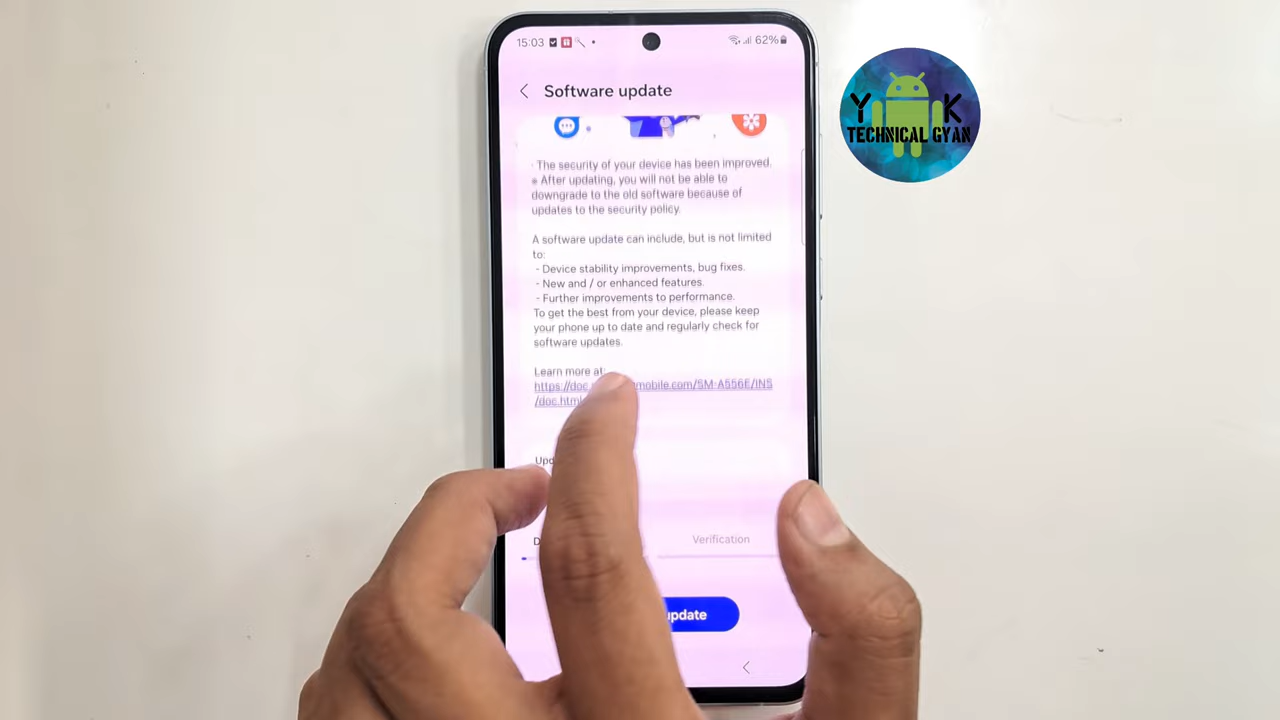 15:03
62%
Software update
Y K
TECHNICAL GYAN
- The security of your device has been improved.
※ After updating, you will not be able to
downgrade to the old software because of
updates to the security policy.
A software update can include, but is not limited
to:
- Device stability improvements, bug fixes.
- New and / or enhanced features.
- Further improvements to performance.
To get the best from your device, please keep
your phone up to date and regularly check for
software updates.
Learn more at:
https://doc. mobile.com/SM-A556E/INS
/doc.html
Verification
update